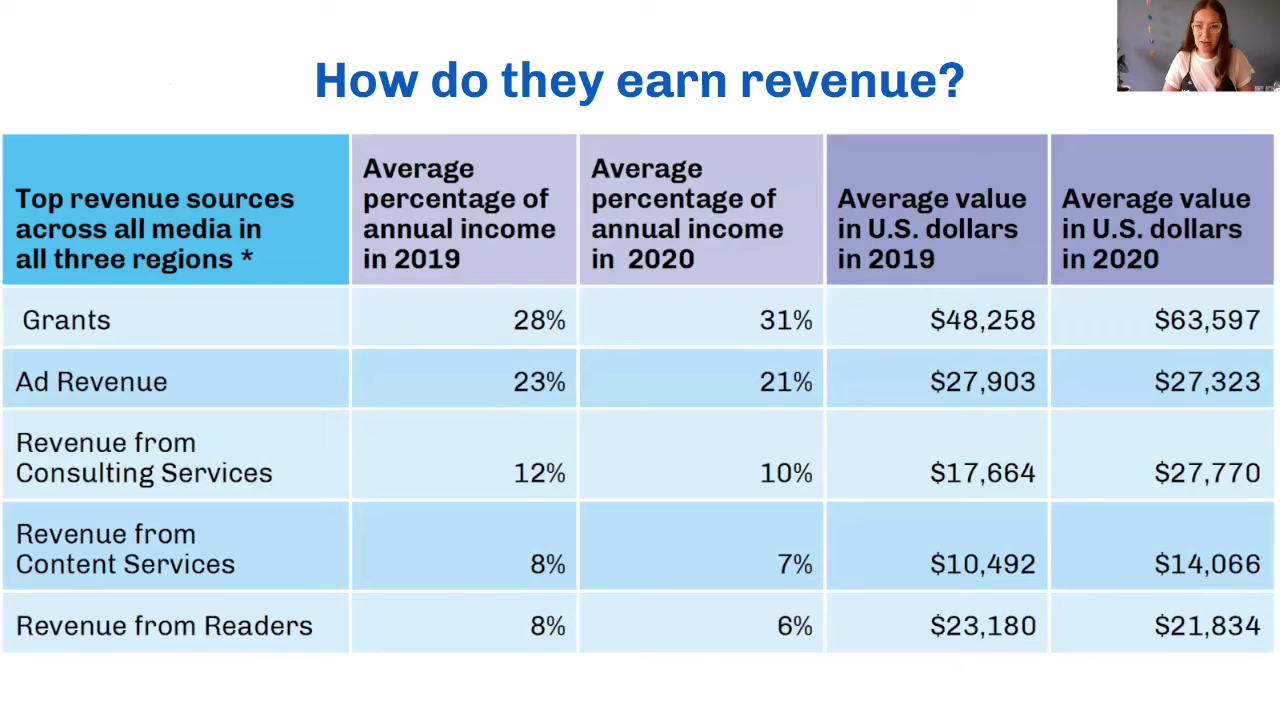 How do they earn revenue?
Top revenue sources
across all media in
all three regions *
Average
percentage of
annual income
in 2019
Average
percentage of
annual income
in 2020
Average value
in U.S. dollars
in 2019
Average value
in U.S. dollars
in 2020
Grants 28% 31% $48,258 $63,597
Ad Revenue 23% 21% $27,903 $27,323
Revenue from
Consulting Services 12% 10% $17,664 $27,770
Revenue from
Content Services 8% 7% $10,492 $14,066
Revenue from Readers 8% 6% $23,180 $21,834